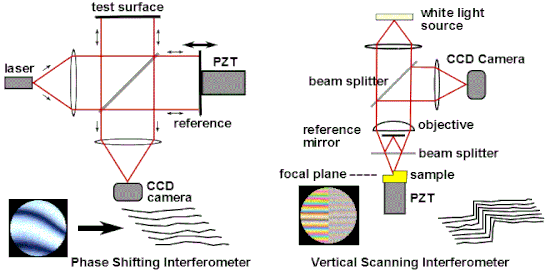 test surface
laser
PZT
reference
CCD
camera
Phase Shifting Interferometer
white light
source
CCD Camera
beam splitter
reference
mirror
objective
beam splitter
focal plane
sample
PZT
Vertical Scanning Interferometer